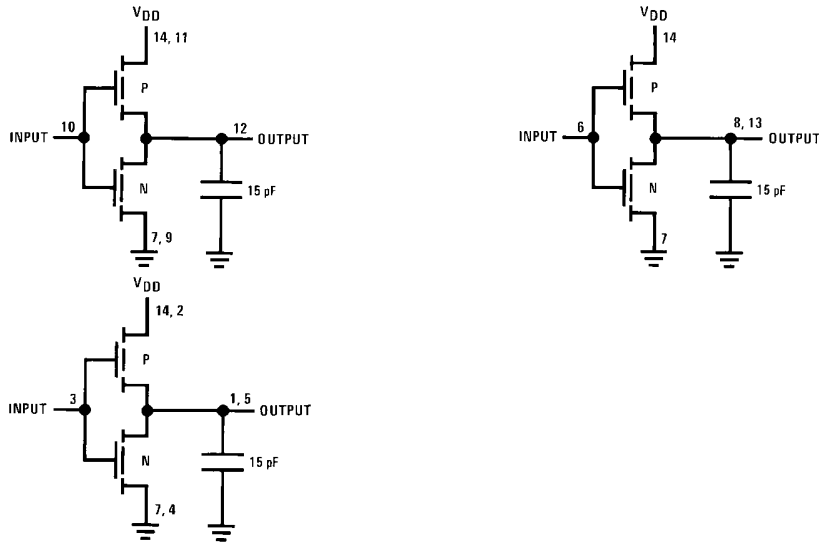 VDD
14, 11
P
INPUT
10
12
OUTPUT
N
15 pF
7, 9
VDD
14
P
INPUT
6
8, 13
OUTPUT
N
15 pF
7
VDD
14, 2
P
INPUT
3
1, 5
OUTPUT
N
15 pF
7, 4